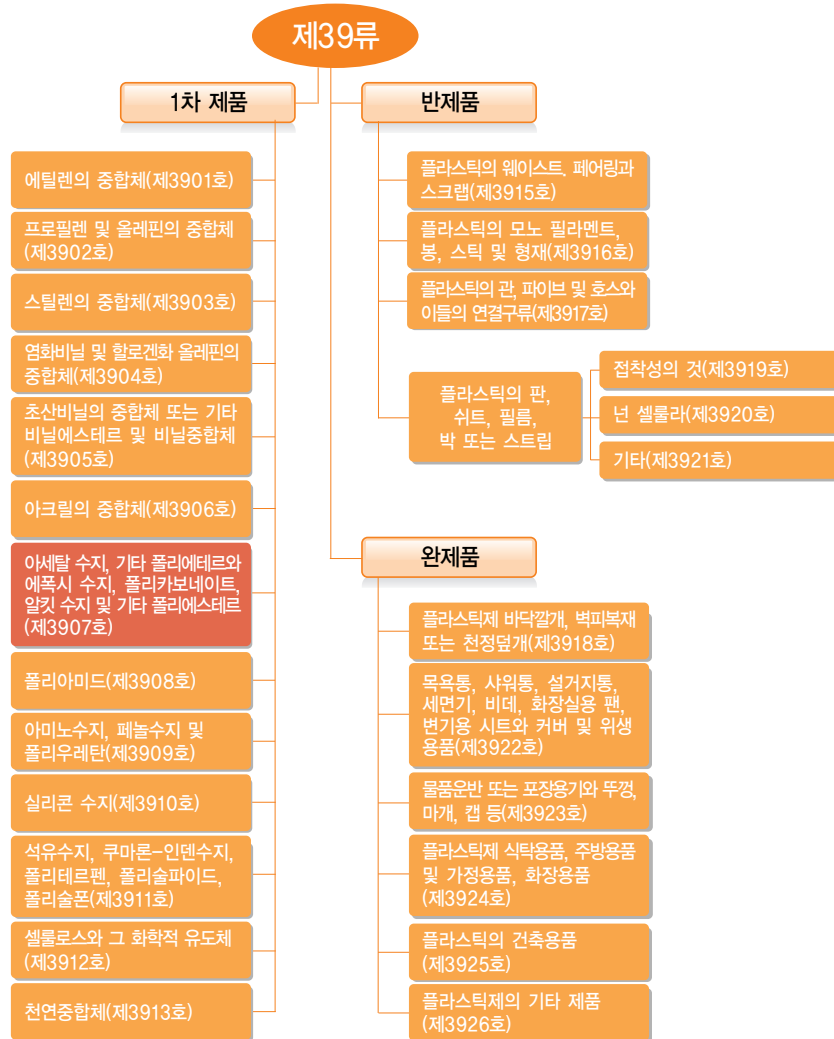 제39류
1차 제품
에틸렌의 중합체(제3901호)
프로필렌 및 올레핀의 중합체
(제3902호)
스틸렌의 중합체(제3903호)
염화비닐 및 할로겐화 올레핀의
중합체(제3904호)
초산비닐의 중합체 또는 기타
비닐에스테르 및 비닐중합체
(제3905호)
아크릴의 중합체(제3906호)
아세탈 수지, 기타 폴리에테르와
에폭시 수지, 폴리카보네이트,
알킷 수지 및 기타 폴리에스테르
(제3907호)
폴리아미드(제3908호)
아미노수지, 페놀수지 및
폴리우레탄(제3909호)
실리콘 수지(제3910호)
석유수지, 쿠마론-인덴수지,
폴리테르펜, 폴리술파이드,
폴리술폰(제3911호)
셀룰로스와 그 화학적 유도체
(제3912호)
천연중합체(제3913호)
반제품
플라스틱의 웨이스트, 페어링과
스크랩(제3915호)
플라스틱의 모노 필라멘트,
봉, 스틱 및 형재(제3916호)
플라스틱의 관, 파이브 및 호스와
이들의 연결구류(제3917호)
플라스틱의 판,
쉬트, 필름,
박 또는 스트립
접착성의 것(제3919호)
넌 셀룰라(제3920호)
기타(제3921호)
완제품
플라스틱제 바닥깔개, 벽피복재
또는 천정덮개(제3918호)
목욕통, 샤워통, 설거지통,
세면기, 비데, 화장실용 팬,
변기용 시트와 커버 및 위생
용품(제3922호)
물품운반 또는 포장용기와 뚜껑,
마개, 캡 등(제3923호)
플라스틱제 식탁용품, 주방용품
및 가정용품, 화장용품
(제3924호)
플라스틱의 건축용품
(제3925호)
플라스틱제의 기타 제품
(제3926호)